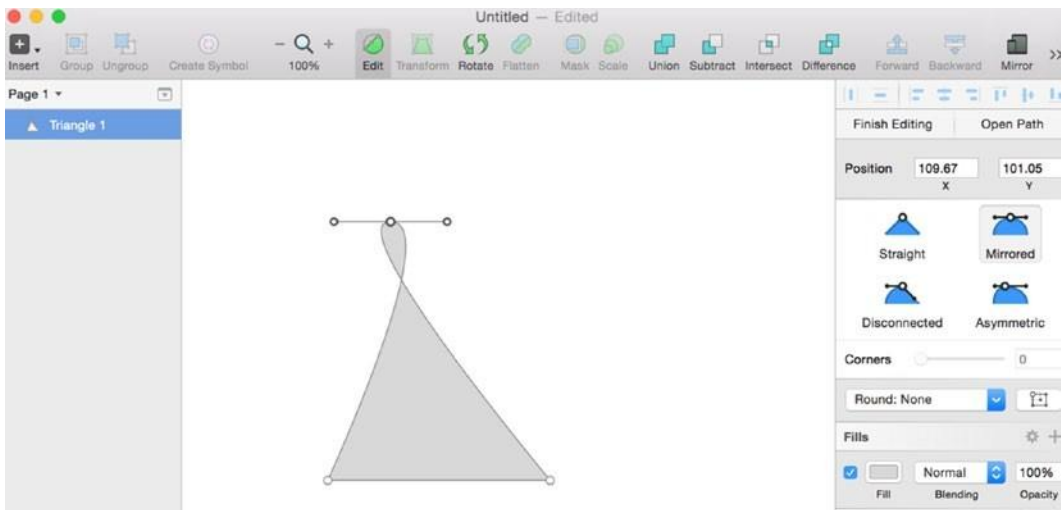 Untitled — Edited
Insert Group Ungroup Create Symbol - + 100% Edit Transform Rotate Flatten Mask Scale Union Subtract Intersect Difference Forward Backward Mirror
Page 1
Triangle 1
Finish Editing Open Path
Position 109.67 101.05
X Y
Straight Mirrored
Disconnected Asymmetric
Corners 0
Round: None
Fills
Normal 100%
Fill Blending Opacity